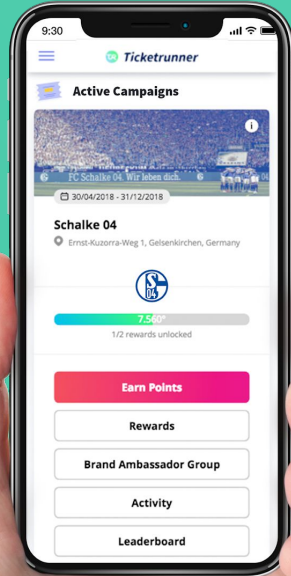 9:30
TR Ticketrunner
Active Campaigns
i
FC Schalke 04. Wir leben dich.
30/04/2018 - 31/12/2018
Schalke 04
Ernst-Kuzorra-Weg 1, Gelsenkirchen, Germany
S
04
7.560°
1/2 rewards unlocked
Earn Points
Rewards
Brand Ambassador Group
Activity
Leaderboard